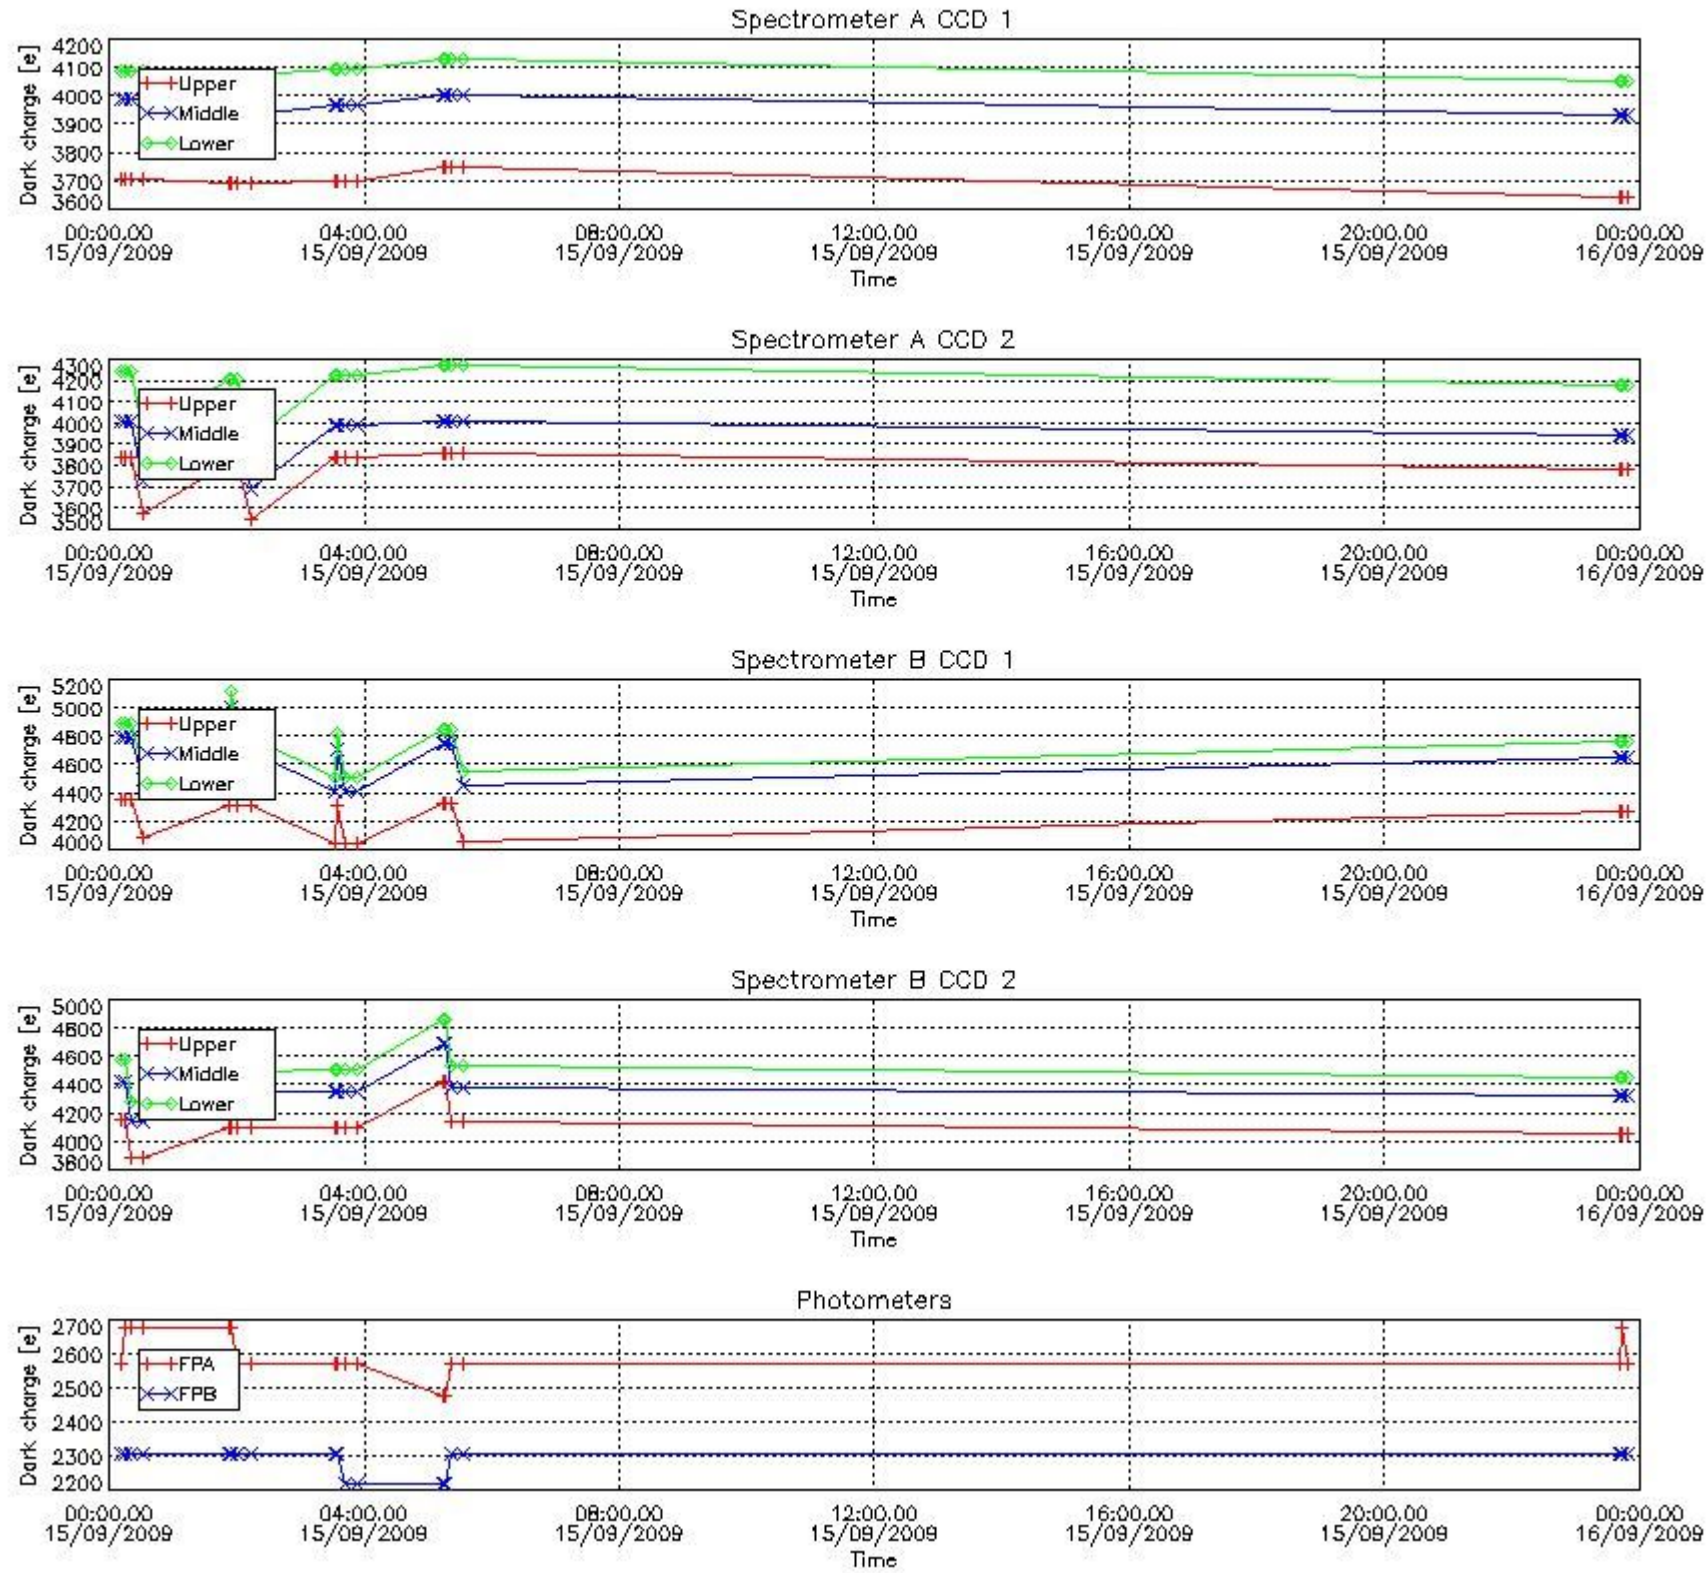 Spectrometer A CCD 1
Dark charge [e]
4200
4100
4000
3900
3800
3700
3600
Upper
Middle
Lower
00:00.00 04:00.00 08:00.00 12:00.00 16:00.00 20:00.00 00:00.00
15/09/2009 15/09/2009 15/09/2009 15/09/2009 15/09/2009 15/09/2009 16/09/2009
Time
Spectrometer A CCD 2
Dark charge [e]
4300
4200
4100
4000
3900
3800
3700
3600
3500
Upper
Middle
Lower
00:00.00 04:00.00 08:00.00 12:00.00 16:00.00 20:00.00 00:00.00
15/09/2009 15/09/2009 15/09/2009 15/09/2009 15/09/2009 15/09/2009 16/09/2009
Time
Spectrometer B CCD 1
Dark charge [e]
5200
5000
4800
4600
4400
4200
4000
Upper
Middle
Lower
00:00.00 04:00.00 08:00.00 12:00.00 16:00.00 20:00.00 00:00.00
15/09/2009 15/09/2009 15/09/2009 15/09/2009 15/09/2009 15/09/2009 16/09/2009
Time
Spectrometer B CCD 2
Dark charge [e]
5000
4800
4600
4400
4200
4000
3800
Upper
Middle
Lower
00:00.00 04:00.00 08:00.00 12:00.00 16:00.00 20:00.00 00:00.00
15/09/2009 15/09/2009 15/09/2009 15/09/2009 15/09/2009 15/09/2009 16/09/2009
Time
Photometers
Dark charge [e]
2700
2600
2500
2400
2300
2200
FPA
FPB
00:00.00 04:00.00 08:00.00 12:00.00 16:00.00 20:00.00 00:00.00
15/09/2009 15/09/2009 15/09/2009 15/09/2009 15/09/2009 15/09/2009 16/09/2009
Time